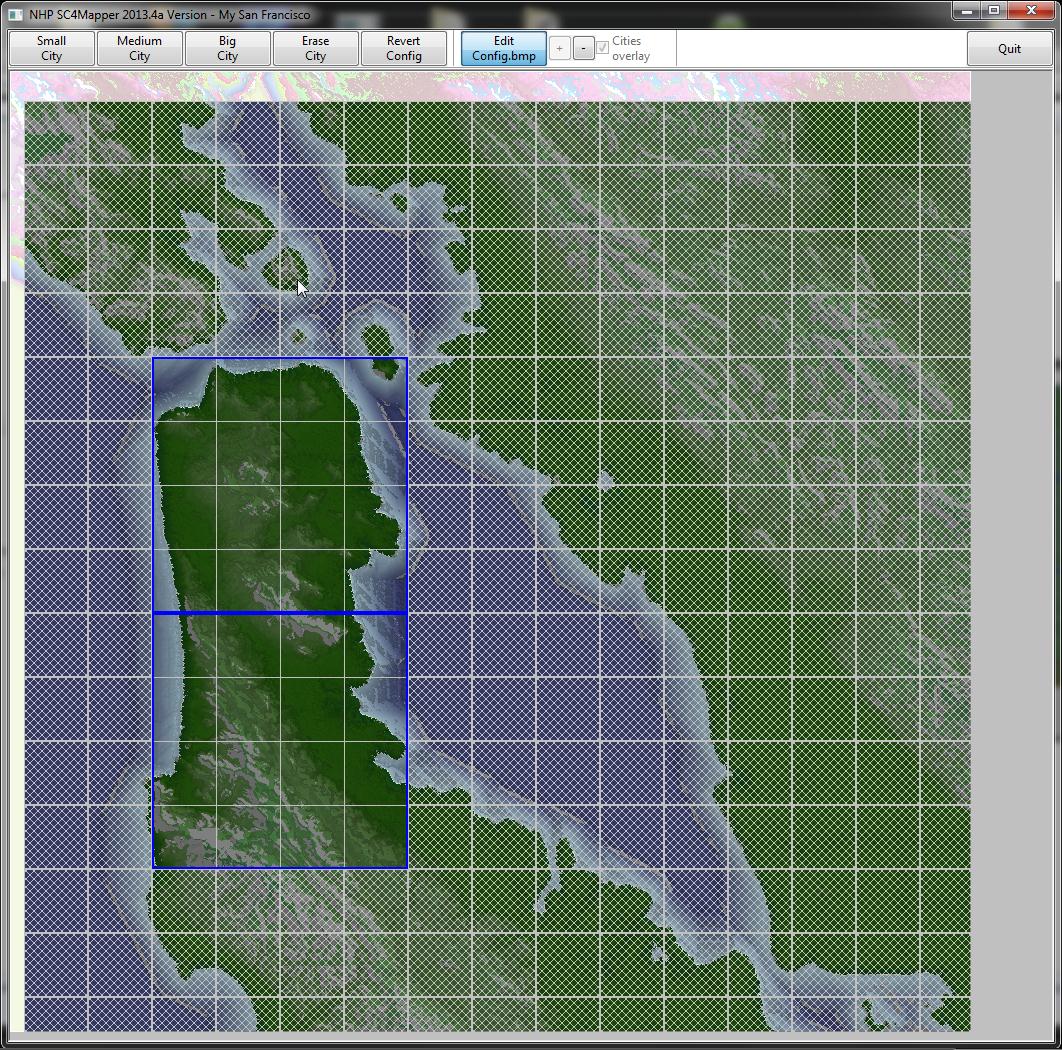 NHP SC4Mapper 2013.4a Version - My San Francisco
Small
City
Medium
City
Big
City
Erase
City
Revert
Config
Edit
Config.bmp
+
-
Cities
overlay
Quit